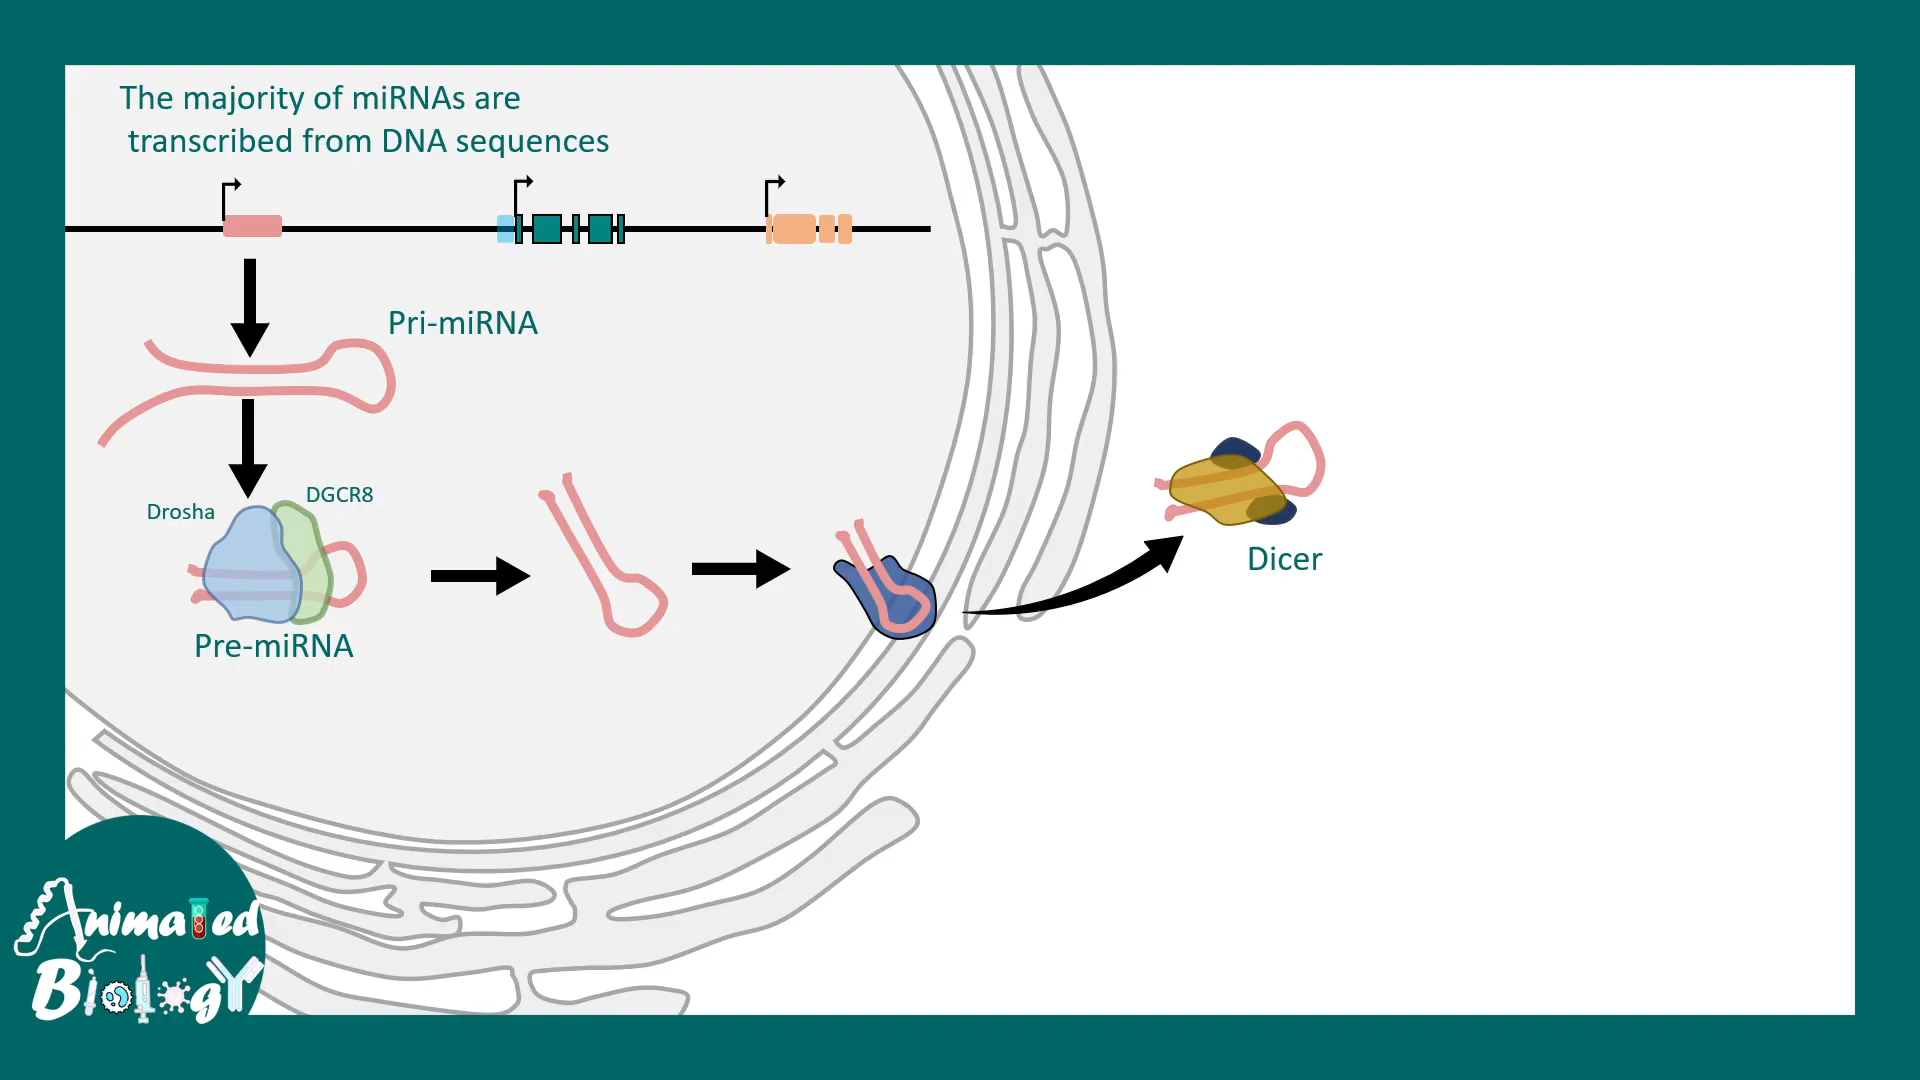 The majority of miRNAs are
transcribed from DNA sequences
Pri-miRNA
Drosha
DGCR8
Pre-miRNA
Dicer
Animated
Biology